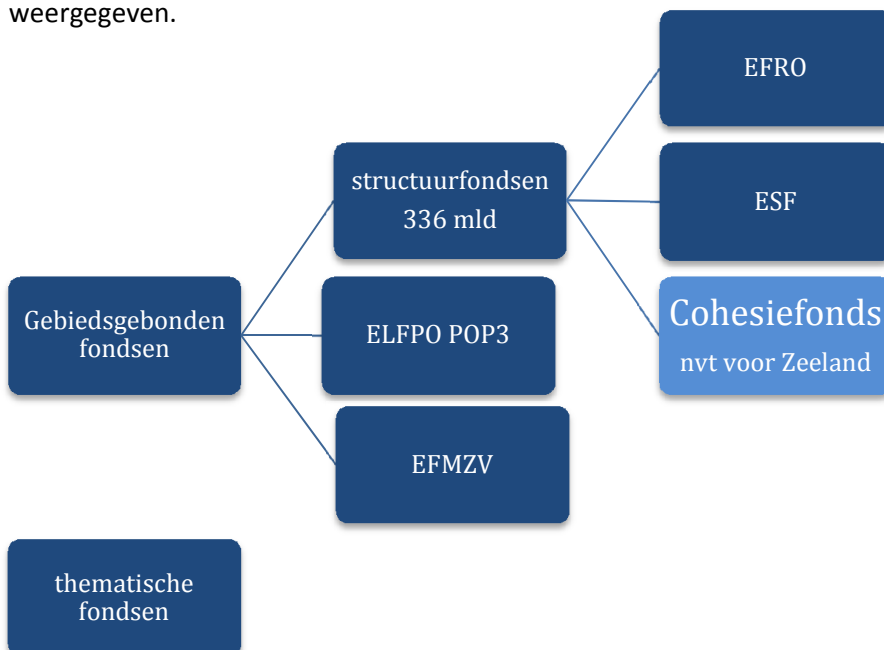 weergegeven.
EFRO
structuurfondsen
336 mld
ESF
Gebiedsgebonden
fondsen
ELFPO POP3
Cohesiefonds
nvt voor Zeeland
EFMZV
thematische
fondsen